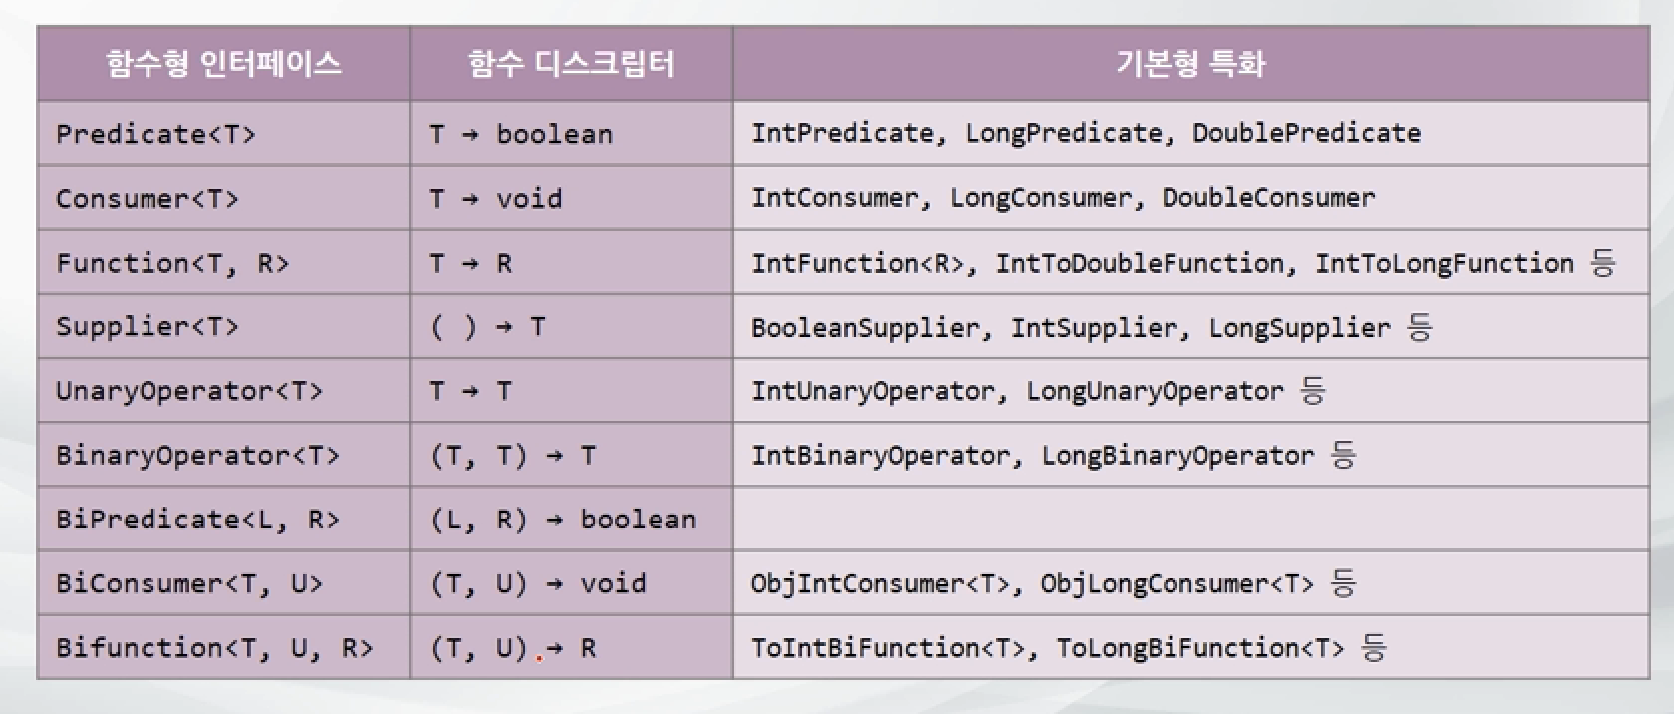 함수형 인터페이스 함수 디스크립터 기본형 특화
Predicate<T> T → boolean IntPredicate, LongPredicate, DoublePredicate
Consumer<T> T → void IntConsumer, LongConsumer, DoubleConsumer
Function<T, R> T → R IntFunction<R>, IntToDoubleFunction, IntToLongFunction 등
Supplier<T> ( ) → T BooleanSupplier, IntSupplier, LongSupplier 등
UnaryOperator<T> T → T IntUnaryOperator, LongUnaryOperator 등
BinaryOperator<T> (T, T) → T IntBinaryOperator, LongBinaryOperator 등
BiPredicate<L, R> (L, R) → boolean
BiConsumer<T, U> (T, U) → void ObjIntConsumer<T>, ObjLongConsumer<T> 등
Bifunction<T, U, R> (T, U) → R ToIntBiFunction<T>, ToLongBiFunction<T> 등